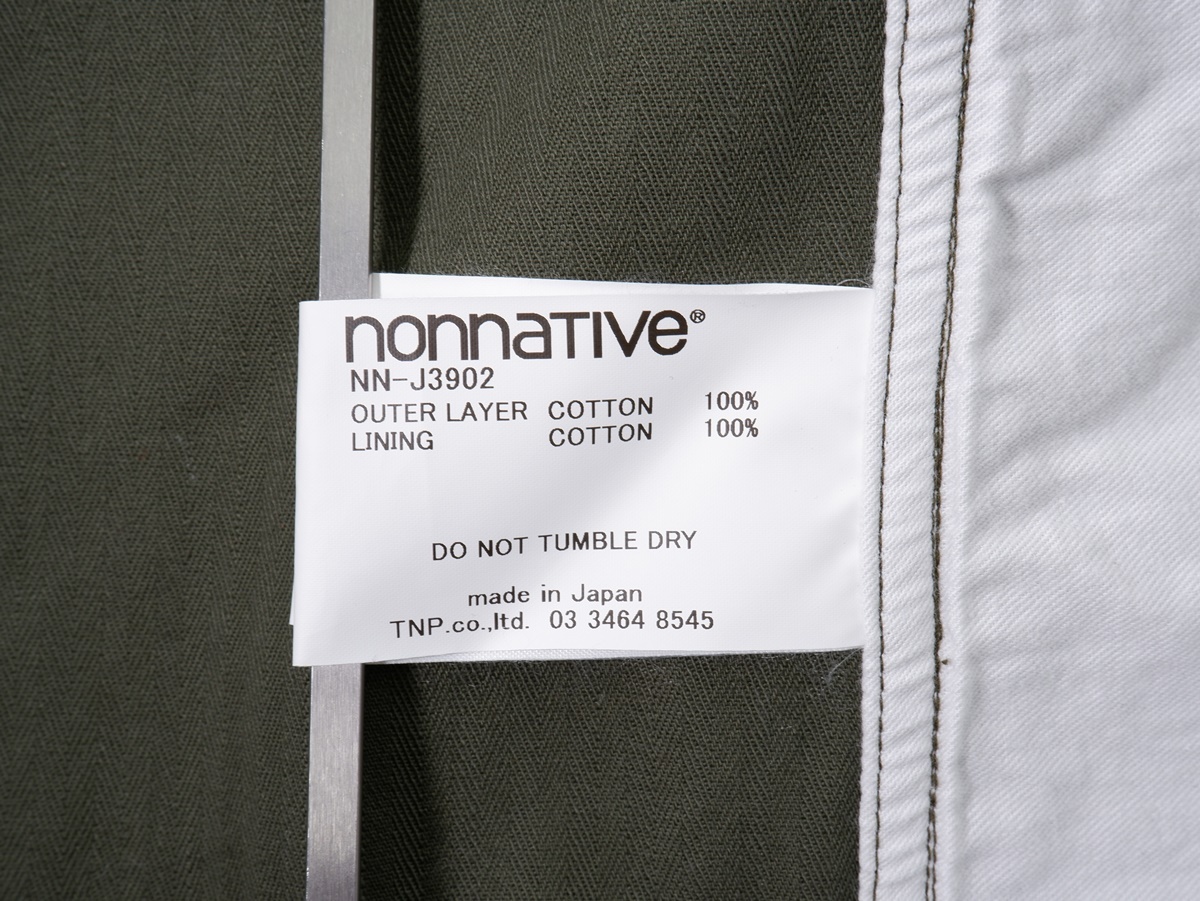 nonnaTIVe®
NN-J3902
OUTER LAYER COTTON 100%
LINING COTTON 100%
DO NOT TUMBLE DRY
made in Japan
TNP.co.,ltd. 03 3464 8545